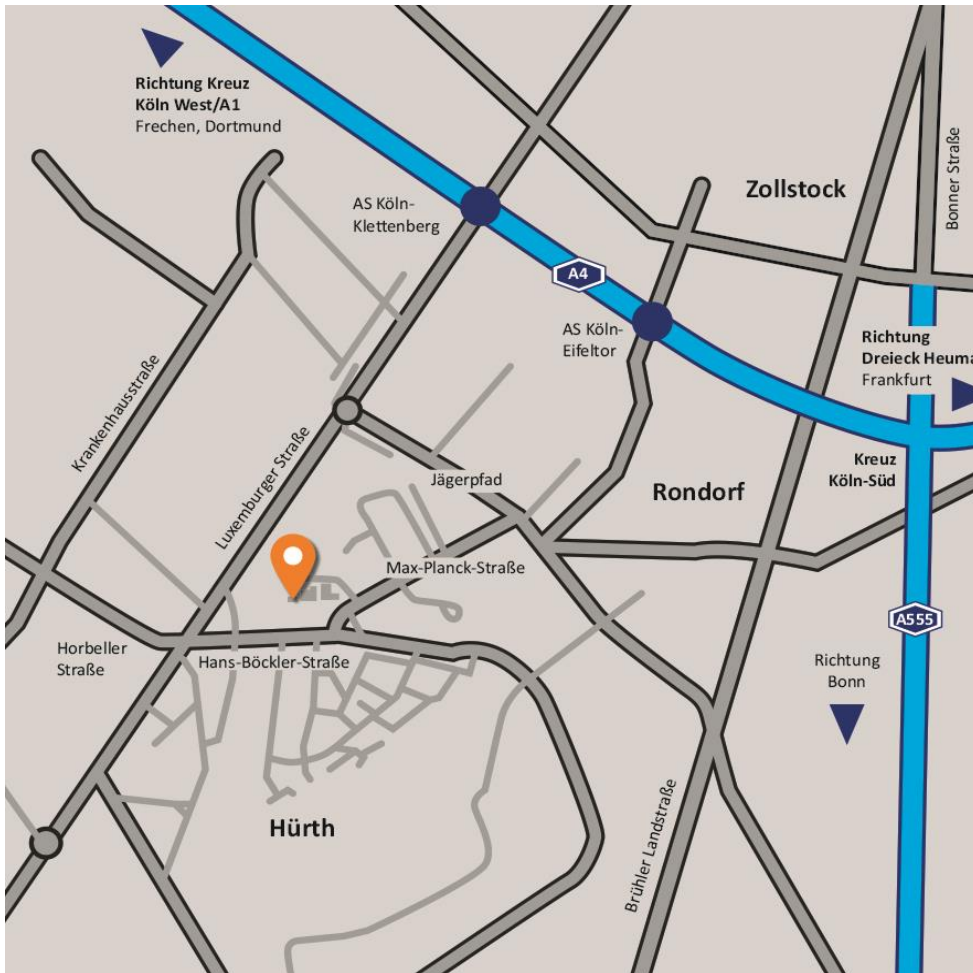 Richtung Kreuz
Köln West/A1
Frechen, Dortmund
Zollstock
Bonner Straße
AS Köln-
Klettenberg
A4
AS Köln-
Eifeltor
Richtung
Dreieck Heuma
Frankfurt
Krankenhausstraße
Luxemburger Straße
Jägerpfad
Rondorf
Kreuz
Köln-Süd
Max-Planck-Straße
A555
Horbeller
Straße
Hans-Böckler-Straße
Richtung
Bonn
Hürth
Brühler Landstraße